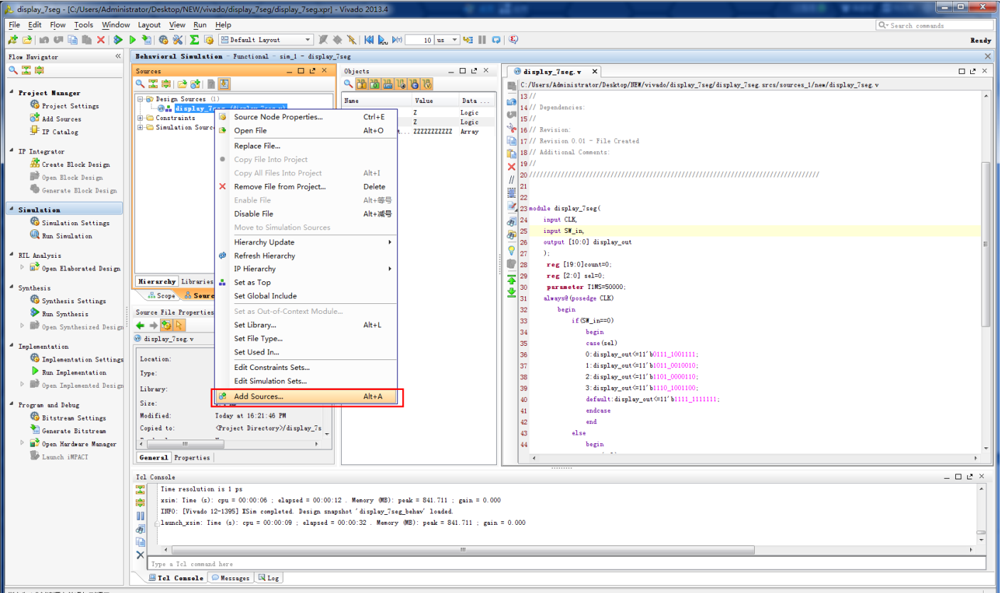 display_7seg - [C:/Users/Administrator/Desktop/NEW/vivado/display_7seg/display_7seg.xpr] - Vivado 2013.4
File Edit Flow Tools Window Layout View Run Help
Q- Search commands
Default Layout 10 us Ready
Flow Navigator
Project Manager
Project Settings
Add Sources
IP Catalog
IP Integrator
Create Block Design
Open Block Design
Generate Block Design
Simulation
Simulation Settings
Run Simulation
RTL Analysis
Open Elaborated Design
Synthesis
Synthesis Settings
Run Synthesis
Open Synthesized Design
Implementation
Implementation Settings
Run Implementation
Open Implemented Design
Program and Debug
Bitstream Settings
Generate Bitstream
Open Hardware Manager
Launch iMPACT
Behavioral Simulation - Functional - sim_1 - display_7seg
Sources
Design Sources (1)
display_7seg (display_7seg.v)
Constraints
Simulation Sourc
Hierarchy Libraries
Scope Sourc
Source File Properties
display_7seg.v
Location:
Type:
Library:
Size:
Modified: Today at 16:21:46 PM
Copied to: <Project Directory>/display_7s
General Properties
Source Node Properties... Ctrl+E
Open File Alt+O
Replace File...
Copy File Into Project
Copy All Files Into Project Alt+I
Remove File from Project... Delete
Enable File Alt+等号
Disable File Alt+减号
Move to Simulation Sources
Hierarchy Update
Refresh Hierarchy
IP Hierarchy
Set as Top
Set Global Include
Set as Out-of-Context Module...
Set Library... Alt+L
Set File Type...
Set Used In...
Edit Constraints Sets...
Edit Simulation Sets...
Add Sources... Alt+A
Objects
Name Value Data ...
Z Logic
Z Logic
t... ZZZZZZZZZZZ Array
display_7seg.v
C:/Users/Administrator/Desktop/NEW/vivado/display_7seg/display_7seg.srcs/sources_1/new/display_7seg.v
13 //
14 // Dependencies:
15 //
16 // Revision:
17 // Revision 0.01 - File Created
18 // Additional Comments:
19 //
20 //////////////////////////////////////////////////////////////////////////////////
21
22
23 module display_7seg(
24 input CLK,
25 input SW_in,
26 output [10:0] display_out
27 );
28 reg [19:0]count=0;
29 reg [2:0] sel=0;
30 parameter T1MS=50000;
31 always@(posedge CLK)
32 begin
33 if(SW_in==0)
34 begin
35 case(sel)
36 0:display_out<=11'b0111_1001111;
37 1:display_out<=11'b1011_0010010;
38 2:display_out<=11'b1101_0000110;
39 3:display_out<=11'b1110_1001100;
40 default:display_out<=11'b1111_1111111;
41 endcase
42 end
43 else
44 begin
Tcl Console
Time resolution is 1 ps
xsim: Time (s): cpu = 00:00:06 ; elapsed = 00:00:12 . Memory (MB): peak = 841.711 ; gain = 0.000
INFO: [Vivado 12-1395] XSim completed. Design snapshot 'display_7seg_behav' loaded.
launch_xsim: Time (s): cpu = 00:00:09 ; elapsed = 00:00:32 . Memory (MB): peak = 841.711 ; gain = 0.000
Type a Tcl command here
Tcl Console Messages Log